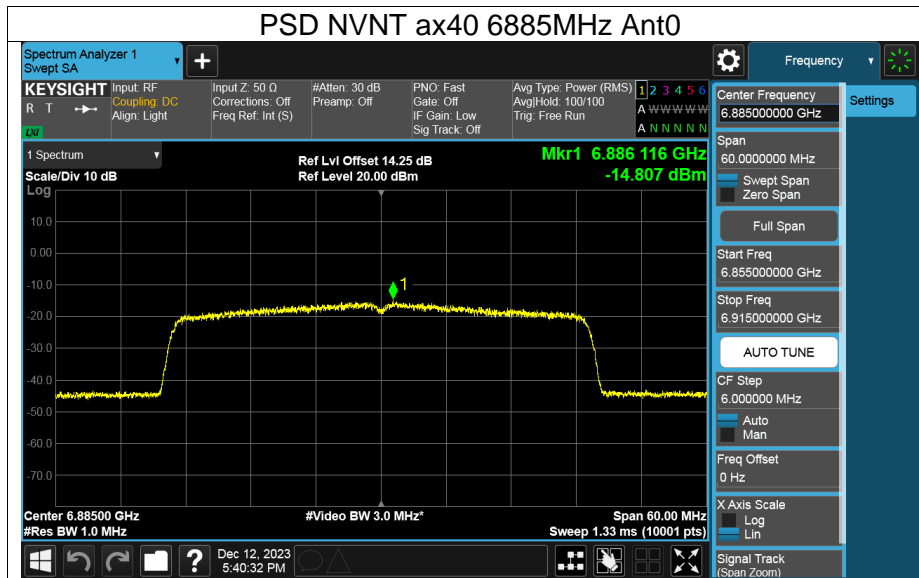 PSD NVNT ax40 6885MHz Ant0
Spectrum Analyzer 1
Swept SA
+
Frequency
KEYSIGHT
R T
LXI
Input: RF
Coupling: DC
Align: Light
Input Z: 50 Ω
Corrections: Off
Freq Ref: Int (S)
#Atten: 30 dB
Preamp: Off
PNO: Fast
Gate: Off
IF Gain: Low
Sig Track: Off
Avg Type: Power (RMS)
Avg|Hold: 100/100
Trig: Free Run
1 2 3 4 5 6
A W W W W W
A N N N N N
1 Spectrum
Scale/Div 10 dB
Ref Lvl Offset 14.25 dB
Ref Level 20.00 dBm
Mkr1 6.886 116 GHz
-14.807 dBm
Log
10.0
0.00
-10.0
-20.0
-30.0
-40.0
-50.0
-60.0
-70.0
1
Center 6.88500 GHz
#Res BW 1.0 MHz
#Video BW 3.0 MHz*
Span 60.00 MHz
Sweep 1.33 ms (10001 pts)
Center Frequency
6.885000000 GHz
Settings
Span
60.0000000 MHz
Swept Span
Zero Span
Full Span
Start Freq
6.855000000 GHz
Stop Freq
6.915000000 GHz
AUTO TUNE
CF Step
6.000000 MHz
Auto
Man
Freq Offset
0 Hz
X Axis Scale
Log
Lin
Signal Track
(Span Zoom)
?
Dec 12, 2023
5:40:32 PM